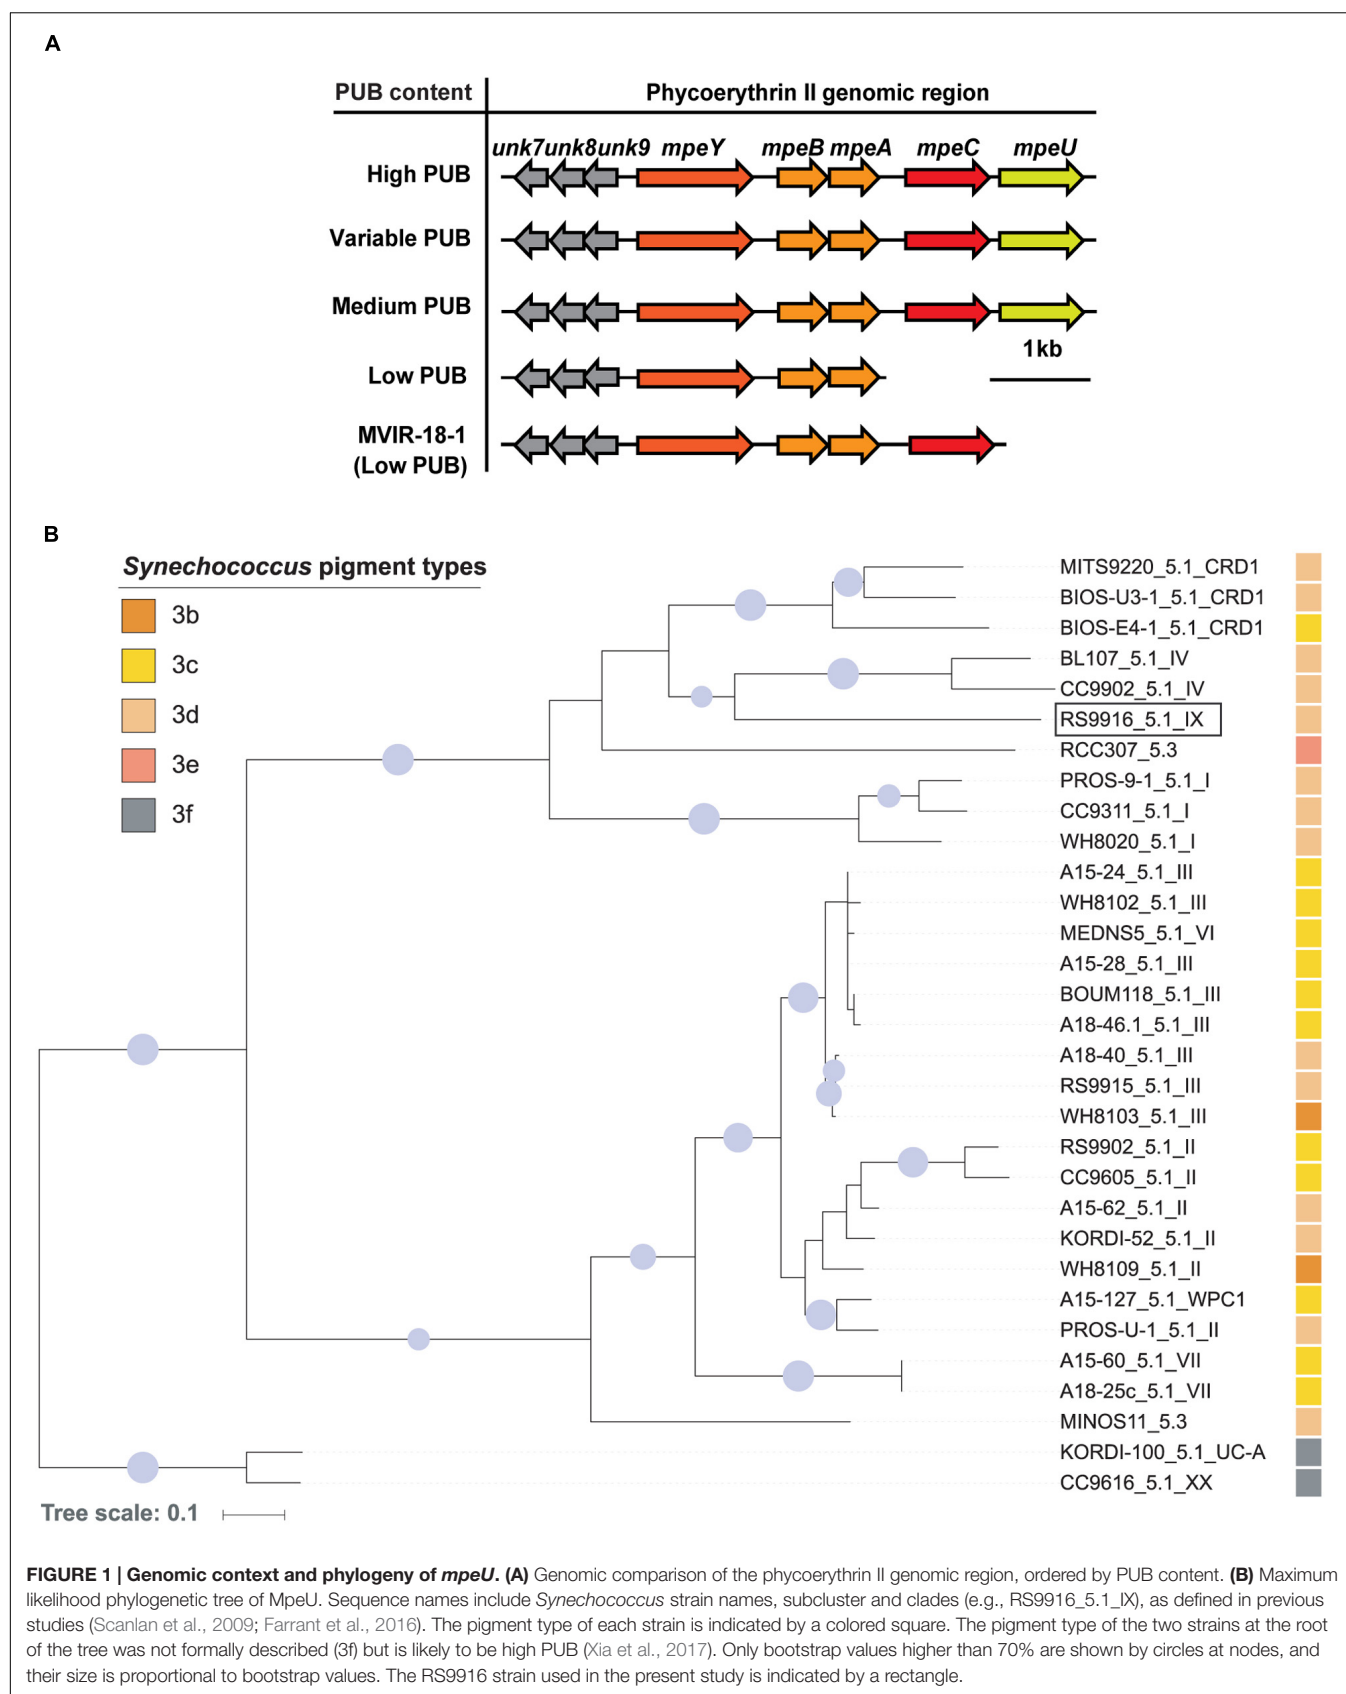 A
PUB content Phycoerythrin II genomic region
unk7 unk8 unk9 mpeY mpeB mpeA mpeC mpeU
High PUB
Variable PUB
Medium PUB
1kb
Low PUB
MVIR-18-1
(Low PUB)
B
Synechococcus pigment types
3b
3c
3d
3e
3f
MITS9220_5.1_CRD1
BIOS-U3-1_5.1_CRD1
BIOS-E4-1_5.1_CRD1
BL107_5.1_IV
CC9902_5.1_IV
RS9916_5.1_IX
RCC307_5.3
PROS-9-1_5.1_I
CC9311_5.1_I
WH8020_5.1_I
A15-24_5.1_III
WH8102_5.1_III
MEDNS5_5.1_VI
A15-28_5.1_III
BOUM118_5.1_III
A18-46.1_5.1_III
A18-40_5.1_III
RS9915_5.1_III
WH8103_5.1_III
RS9902_5.1_II
CC9605_5.1_II
A15-62_5.1_II
KORDI-52_5.1_II
WH8109_5.1_II
A15-127_5.1_WPC1
PROS-U-1_5.1_II
A15-60_5.1_VII
A18-25c_5.1_VII
MINOS11_5.3
KORDI-100_5.1_UC-A
CC9616_5.1_XX
Tree scale: 0.1
FIGURE 1 | Genomic context and phylogeny of mpeU. (A) Genomic comparison of the phycoerythrin II genomic region, ordered by PUB content. (B) Maximum
likelihood phylogenetic tree of MpeU. Sequence names include Synechococcus strain names, subcluster and clades (e.g., RS9916_5.1_IX), as defined in previous
studies (Scanlan et al., 2009; Farrant et al., 2016). The pigment type of each strain is indicated by a colored square. The pigment type of the two strains at the root
of the tree was not formally described (3f) but is likely to be high PUB (Xia et al., 2017). Only bootstrap values higher than 70% are shown by circles at nodes, and
their size is proportional to bootstrap values. The RS9916 strain used in the present study is indicated by a rectangle.